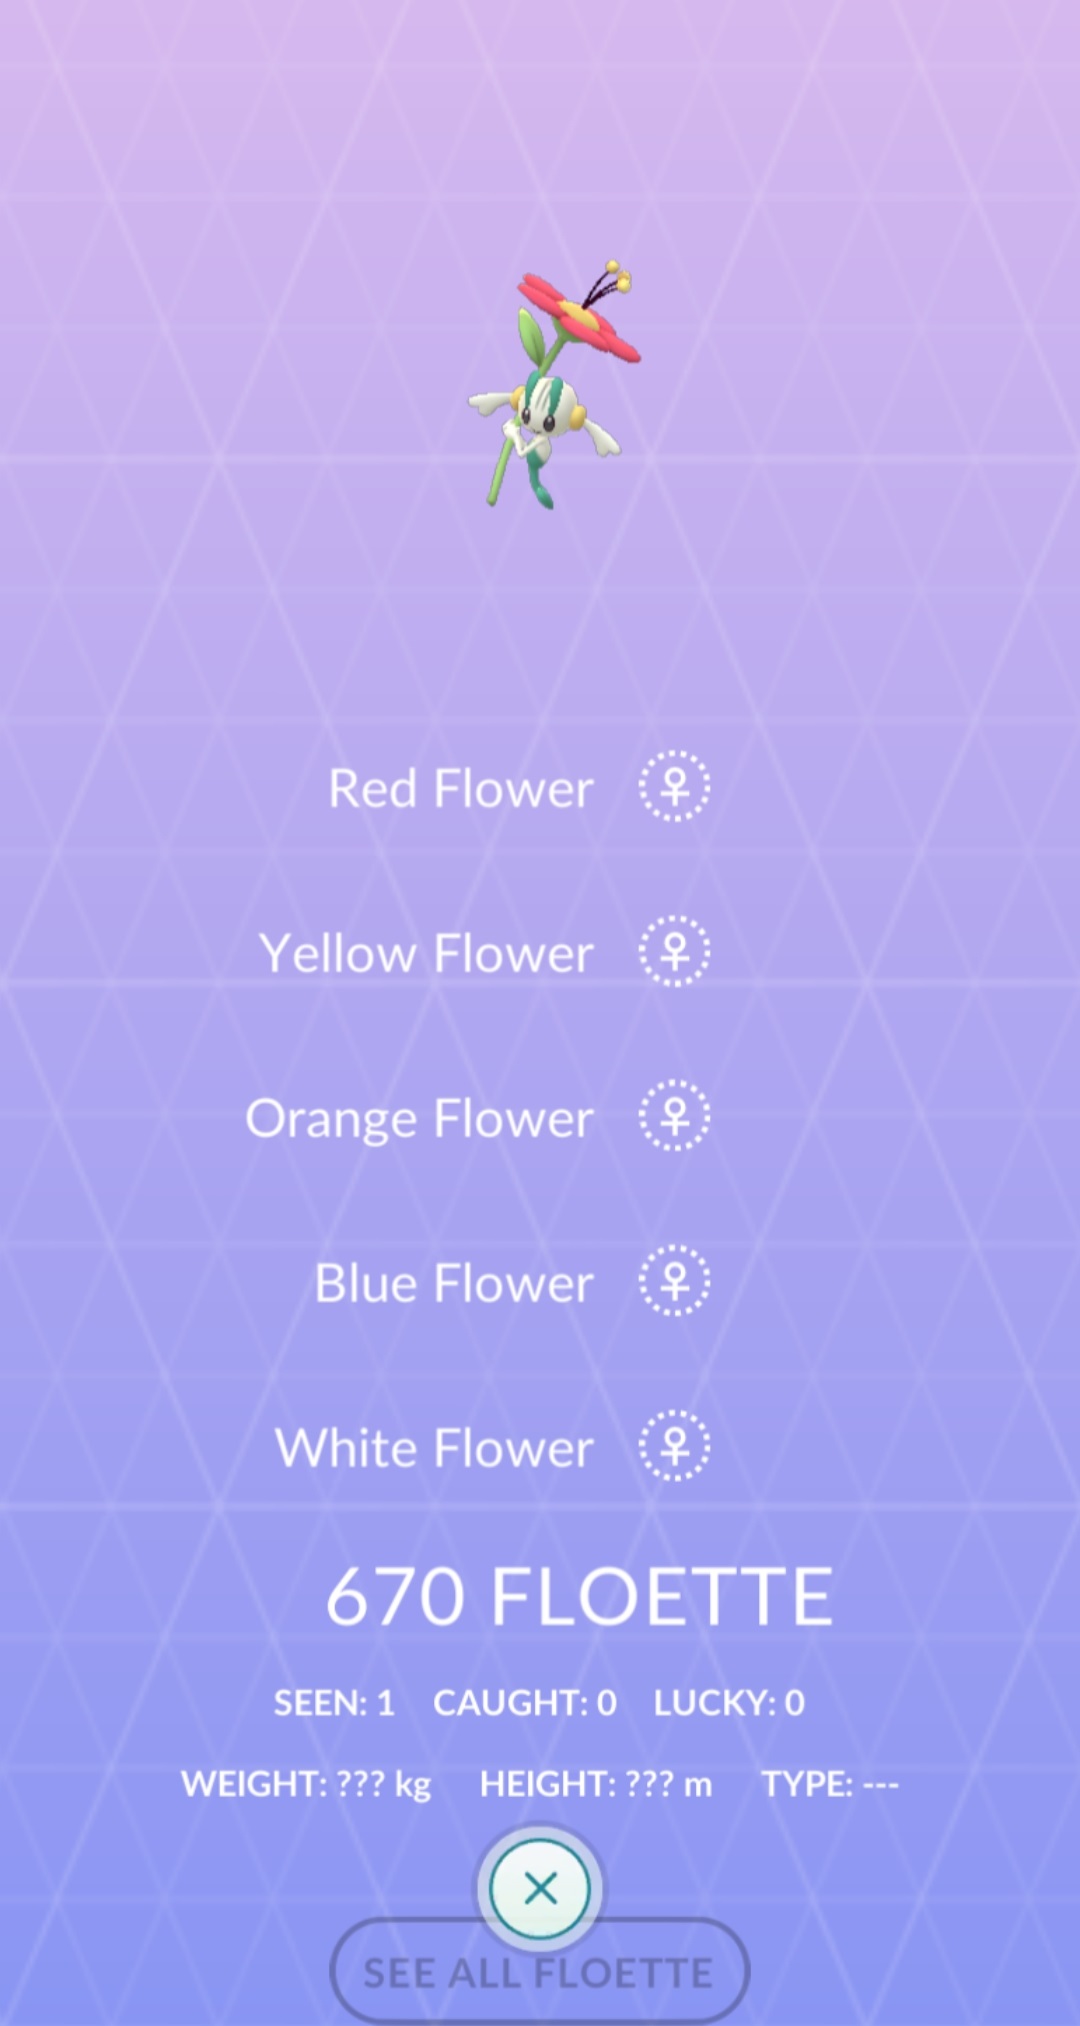 Red Flower
Yellow Flower
Orange Flower
Blue Flower
White Flower
670 FLOETTE
SEEN: 1 CAUGHT: 0 LUCKY: 0
WEIGHT: ??? kg HEIGHT: ??? m TYPE: ---
SEE ALL FLOETTE